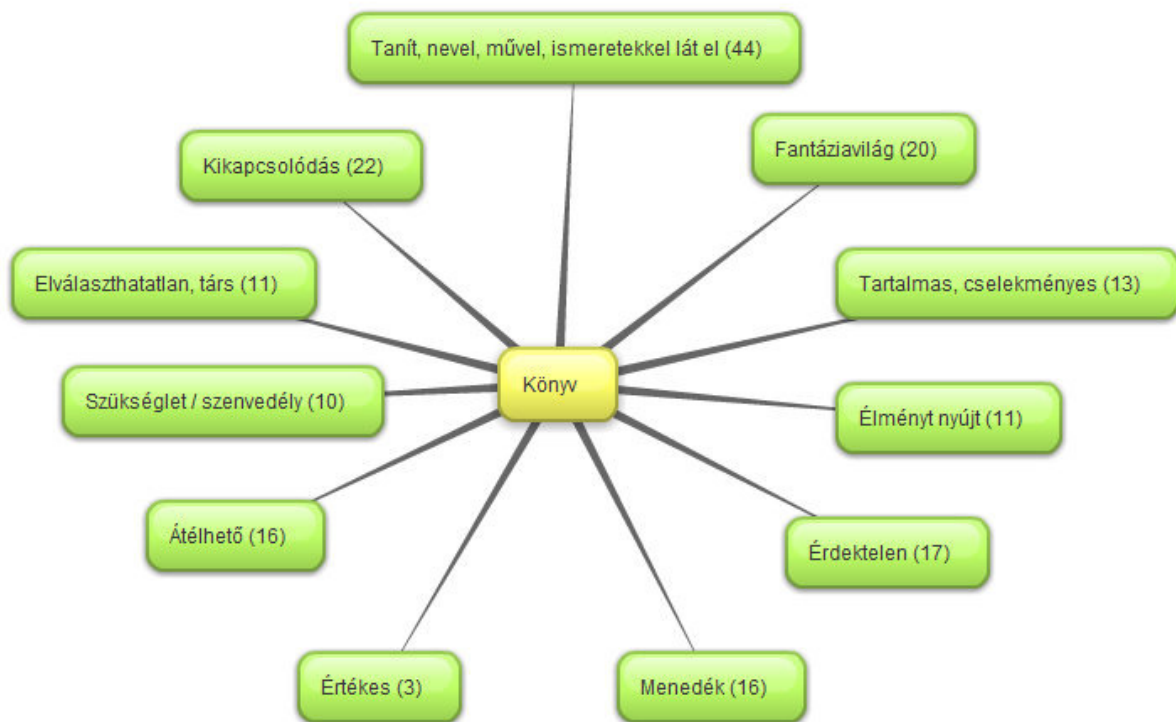 Tanít, nevel, művel, ismeretekkel lát el (44)
Kikapcsolódás (22)
Fantáziavilág (20)
Elválaszthatatlan, társ (11)
Tartalmas, cselekményes (13)
Könyv
Szükséglet / szenvedély (10)
Élményt nyújt (11)
Átélhető (16)
Érdektelen (17)
Értékes (3)
Menedék (16)